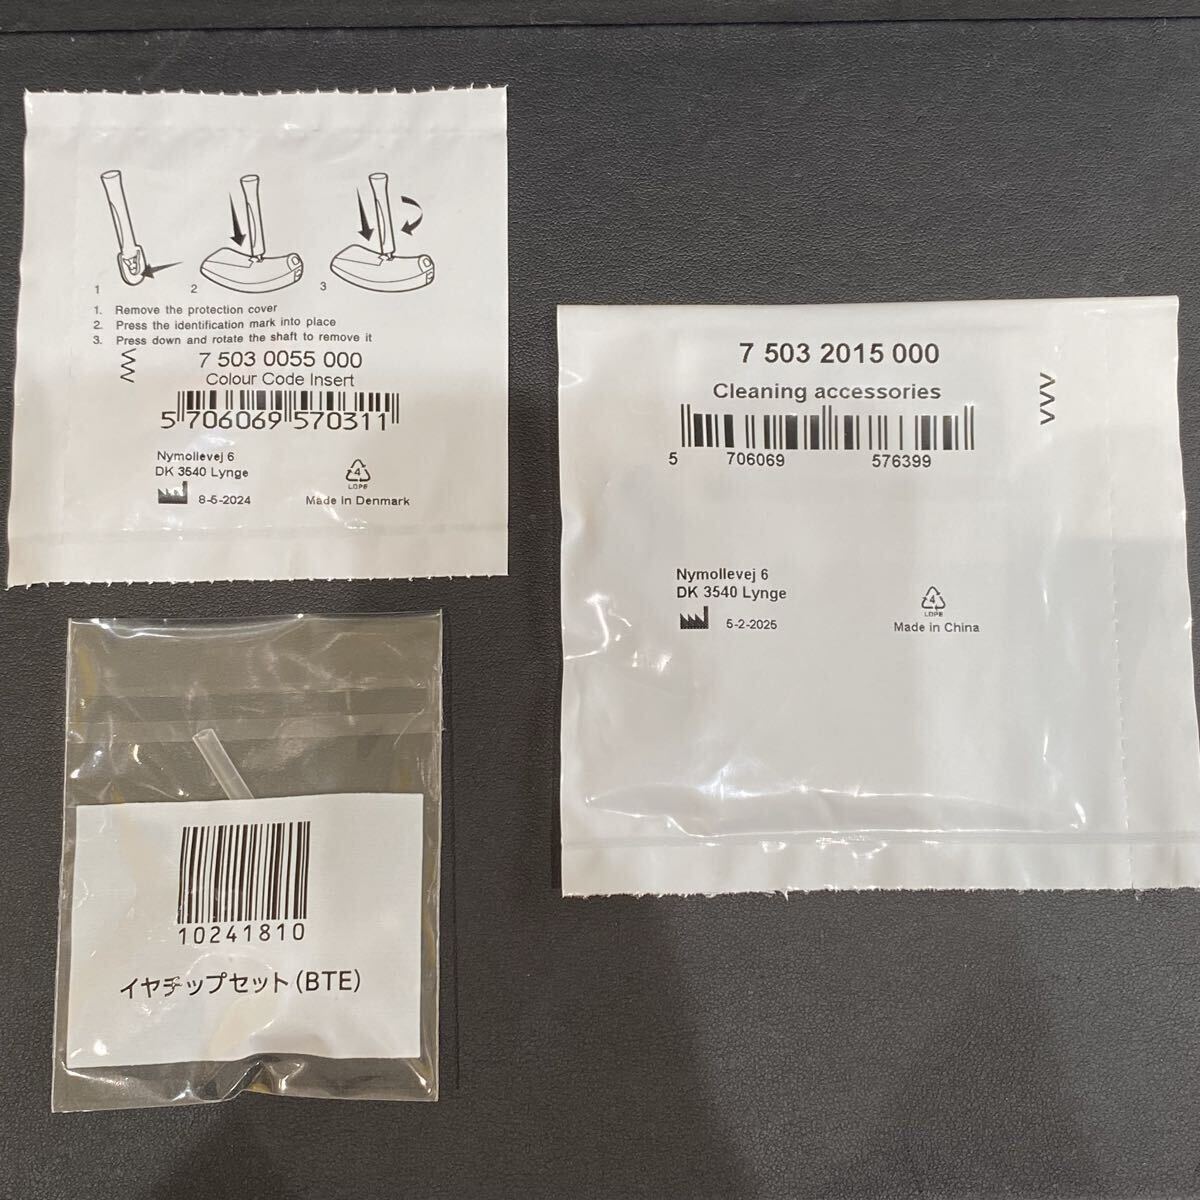 1
2
3
1. Remove the protection cover
2. Press the identification mark into place
3. Press down and rotate the shaft to remove it
7 503 0055 000
Colour Code Insert
5 706069 570311
Nymollevej 6
DK 3540 Lynge
8-5-2024
4
LDPE
Made in Denmark
7 503 2015 000
Cleaning accessories
5 706069 576399
Nymollevej 6
DK 3540 Lynge
5-2-2025
4
LDPE
Made in China
10241810
イヤチップセット(BTE)